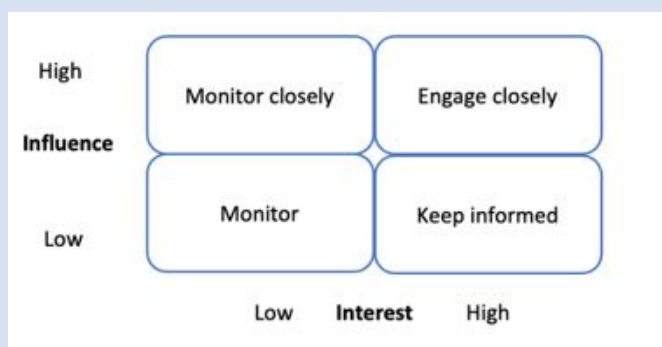 High
Monitor closely
Engage closely
Influence
Monitor
Keep informed
Low
Low Interest High